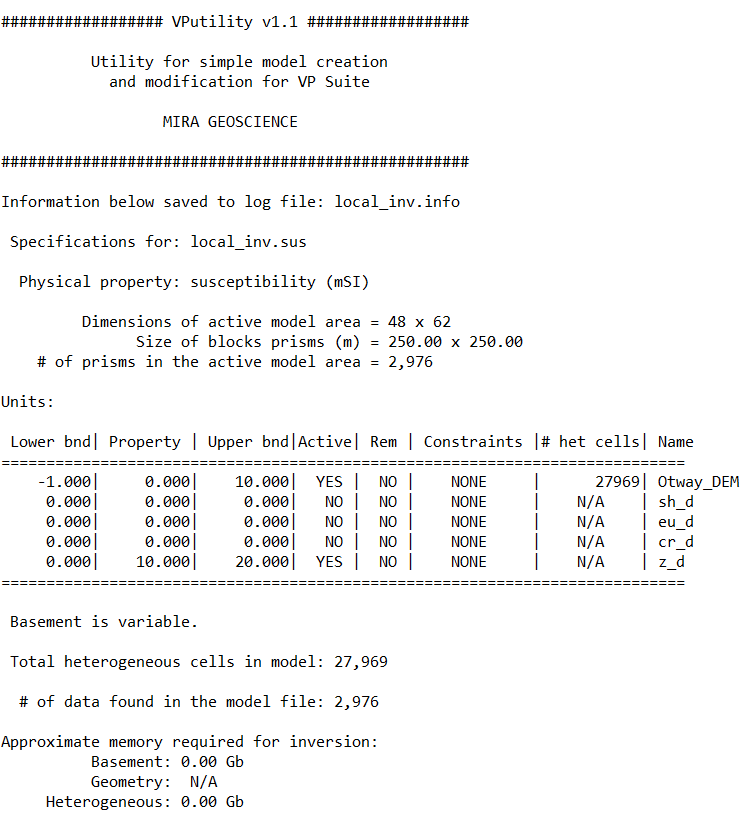 ################## VPutility v1.1 ##################
Utility for simple model creation
and modification for VP Suite
MIRA GEOSCIENCE
####################################################
Information below saved to log file: local_inv.info
Specifications for: local_inv.sus
Physical property: susceptibility (mSI)
Dimensions of active model area = 48 x 62
Size of blocks prisms (m) = 250.00 x 250.00
# of prisms in the active model area = 2,976
Units:
Lower bnd| Property | Upper bnd|Active| Rem | Constraints |# het cells| Name
============================================================================
-1.000| 0.000| 10.000| YES | NO | NONE | 27969| Otway_DEM
0.000| 0.000| 0.000| NO | NO | NONE | N/A | sh_d
0.000| 0.000| 0.000| NO | NO | NONE | N/A | eu_d
0.000| 0.000| 0.000| NO | NO | NONE | N/A | cr_d
0.000| 10.000| 20.000| YES | NO | NONE | N/A | z_d
============================================================================
Basement is variable.
Total heterogeneous cells in model: 27,969
# of data found in the model file: 2,976
Approximate memory required for inversion:
Basement: 0.00 Gb
Geometry: N/A
Heterogeneous: 0.00 Gb